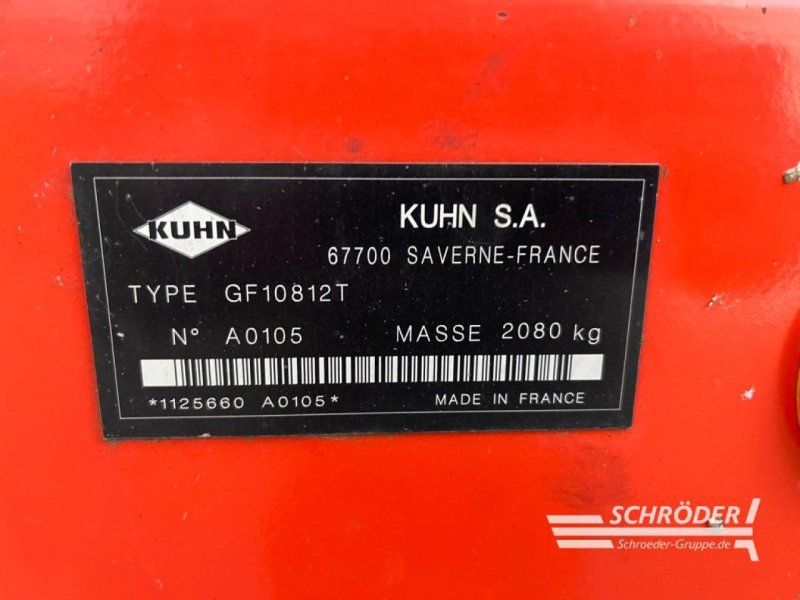 KUHN
KUHN S.A.
67700 SAVERNE-FRANCE
TYPE GF10812T
N° A0105 MASSE 2080 kg
*1125660 A0105* MADE IN FRANCE
SCHRÖDER
Schroeder-Gruppe.de